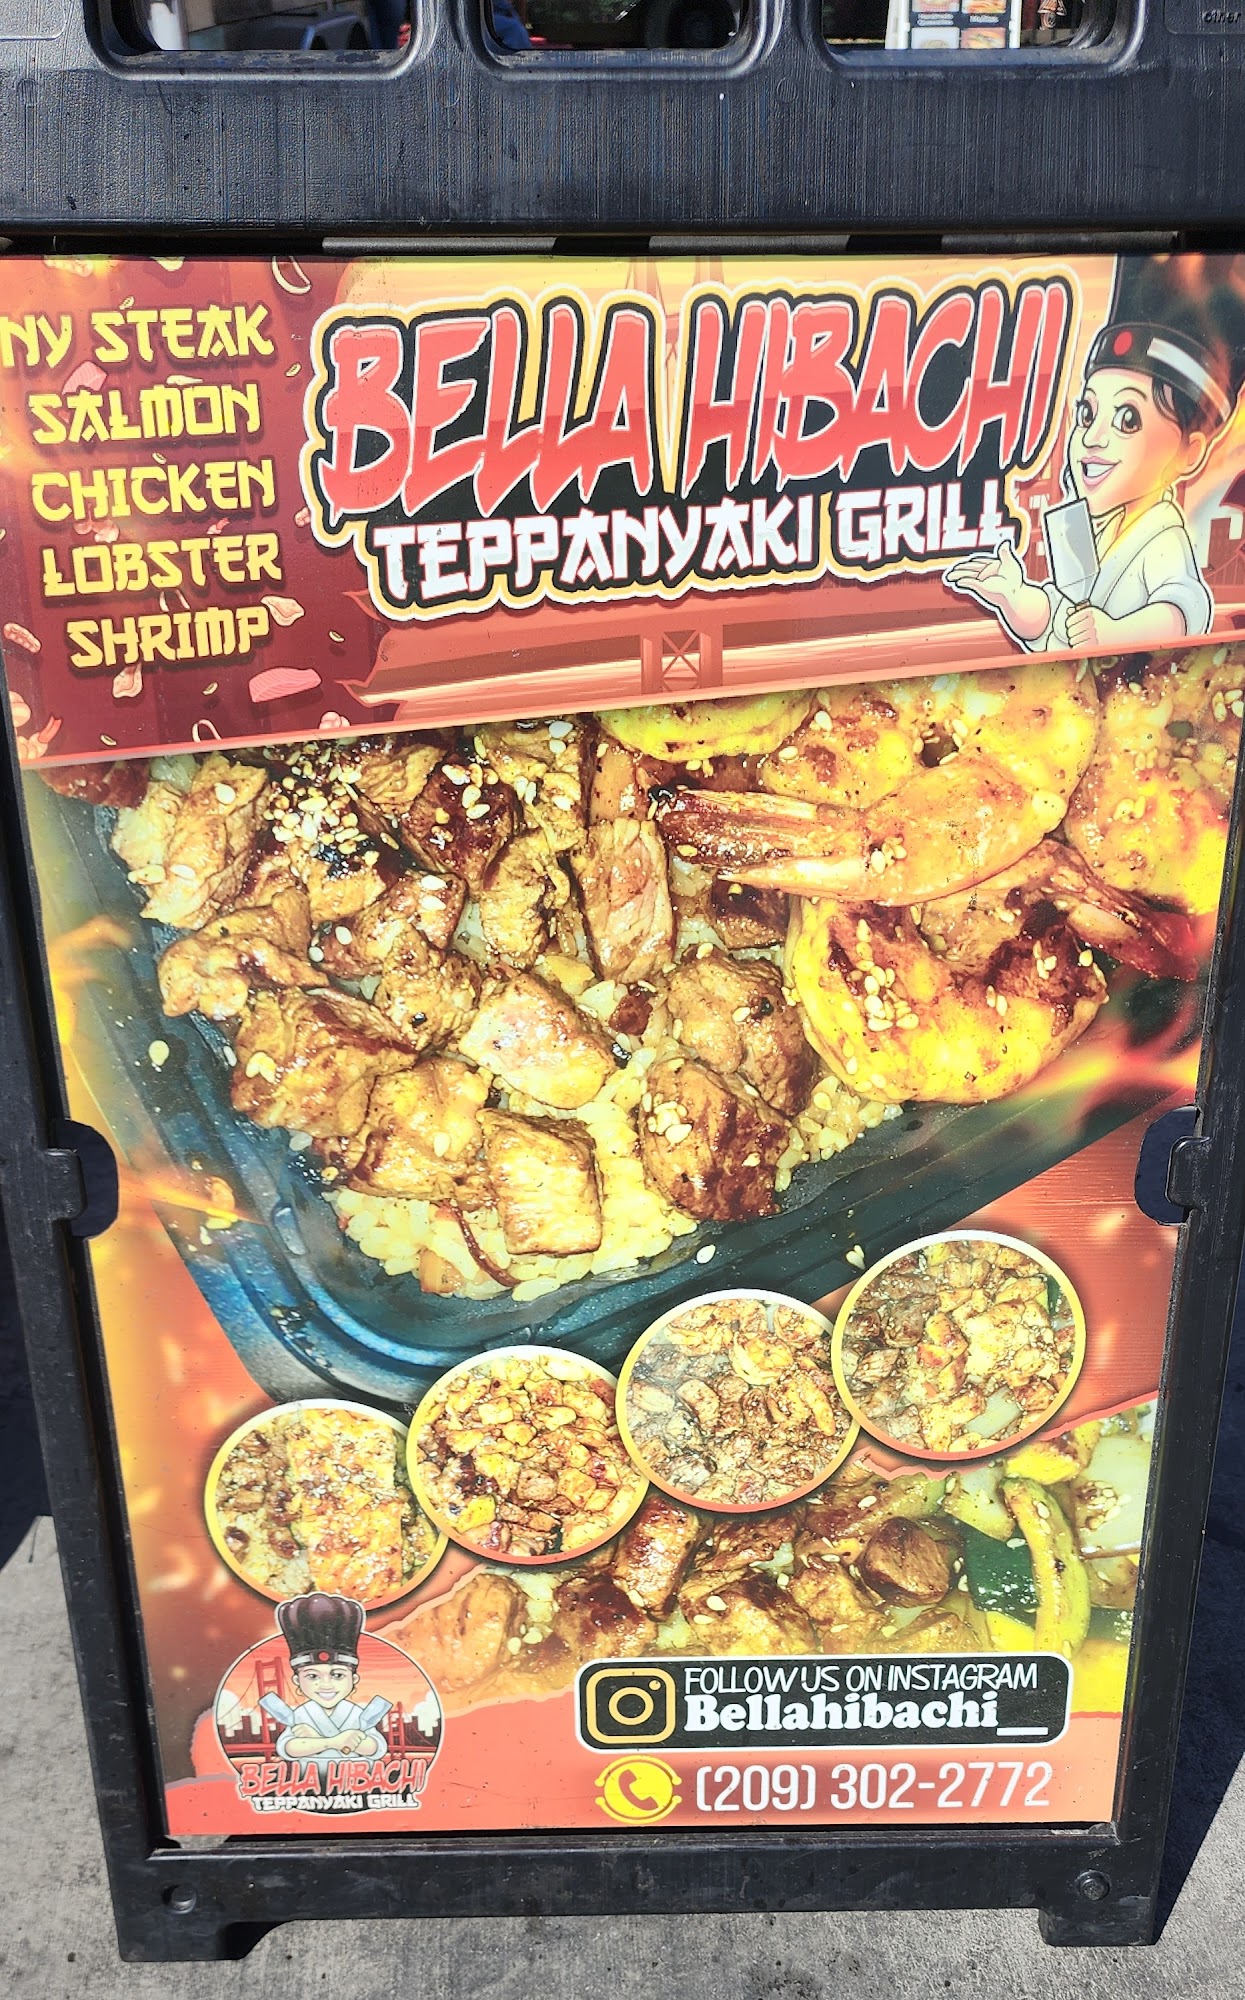 NY STEAK
SALMON
CHICKEN
LOBSTER
SHRIMP
BELLA HIBACHI
TEPPANYAKI GRILL
FOLLOW US ON INSTAGRAM
Bellahibachi__
(209) 302-2772
BELLA HIBACHI
TEPPANYAKI GRILL